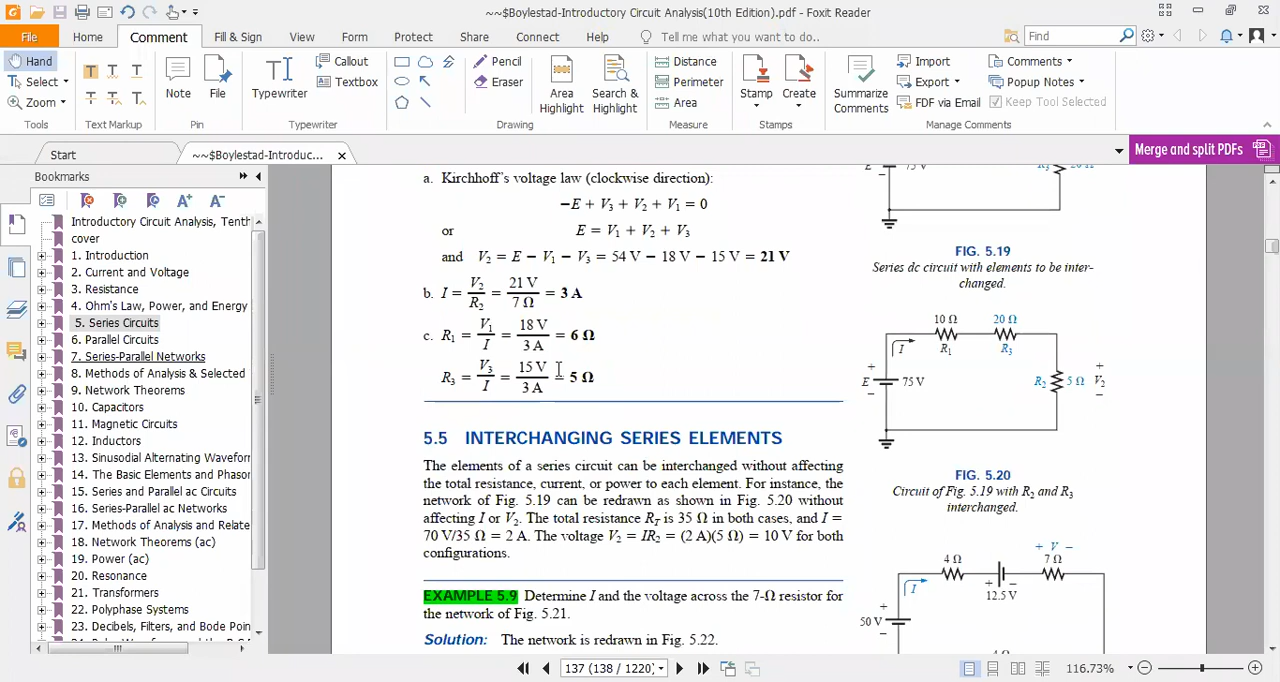 ~~$Boylestad-Introductory Circuit Analysis(10th Edition).pdf - Foxit Reader
File Home Comment Fill & Sign View Form Protect Share Connect Help Tell me what you want to do.. Find
Hand
Select
Zoom
Tools
Text Markup
Note
File
Pin
Typewriter
Callout
Textbox
Typewriter
Pencil
Eraser
Area Highlight
Search & Highlight
Drawing
Distance
Perimeter
Area
Measure
Stamp
Create
Stamps
Summarize Comments
Import
Export
FDF via Email
Comments
Popup Notes
Keep Tool Selected
Manage Comments
Start
~~$Boylestad-Introduc...
Merge and split PDFs
Bookmarks
Introductory Circuit Analysis, Tenth
cover
1. Introduction
2. Current and Voltage
3. Resistance
4. Ohm's Law, Power, and Energy
5. Series Circuits
6. Parallel Circuits
7. Series-Parallel Networks
8. Methods of Analysis & Selected
9. Network Theorems
10. Capacitors
11. Magnetic Circuits
12. Inductors
13. Sinusodial Alternating Waveform
14. The Basic Elements and Phason
15. Series and Parallel ac Circuits
16. Series-Parallel ac Networks
17. Methods of Analysis and Relate
18. Network Theorems (ac)
19. Power (ac)
20. Resonance
21. Transformers
22. Polyphase Systems
23. Decibels, Filters, and Bode Poin
a. Kirchhoff's voltage law (clockwise direction):
−E + V3 + V2 + V1 = 0
or E = V1 + V2 + V3
and V2 = E − V1 − V3 = 54 V − 18 V − 15 V = 21 V
b. I = V2/R2 = 21 V/7 Ω = 3 A
c. R1 = V1/I = 18 V/3 A = 6 Ω
R3 = V3/I = 15 V/3 A = 5 Ω
5.5 INTERCHANGING SERIES ELEMENTS
The elements of a series circuit can be interchanged without affecting
the total resistance, current, or power to each element. For instance, the
network of Fig. 5.19 can be redrawn as shown in Fig. 5.20 without
affecting I or V2. The total resistance RT is 35 Ω in both cases, and I =
70 V/35 Ω = 2 A. The voltage V2 = IR2 = (2 A)(5 Ω) = 10 V for both
configurations.
EXAMPLE 5.9 Determine I and the voltage across the 7-Ω resistor for
the network of Fig. 5.21.
Solution: The network is redrawn in Fig. 5.22.
FIG. 5.19
Series dc circuit with elements to be inter-
changed.
10 Ω 20 Ω
I R1 R3
+ +
E 75 V R2 5 Ω V2
− −
FIG. 5.20
Circuit of Fig. 5.19 with R2 and R3
interchanged.
+ V −
4 Ω 7 Ω
I + −
12.5 V
+
50 V
−
137 (138 / 1220)
116.73%